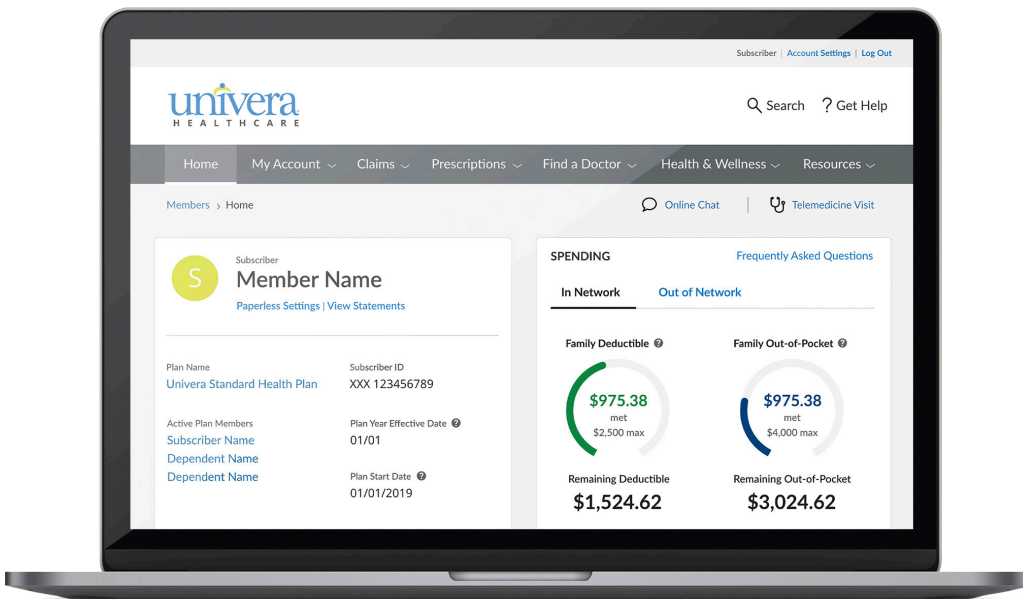 Subscriber | Account Settings | Log Out
univera
HEALTHCARE
Search ? Get Help
Home My Account Claims Prescriptions Find a Doctor Health & Wellness Resources
Members > Home
Online Chat | Telemedicine Visit
S
Subscriber
Member Name
Paperless Settings | View Statements
Plan Name
Univera Standard Health Plan
Subscriber ID
XXX 123456789
Active Plan Members
Subscriber Name
Dependent Name
Dependent Name
Plan Year Effective Date ?
01/01
Plan Start Date ?
01/01/2019
SPENDING
Frequently Asked Questions
In Network Out of Network
Family Deductible ?
$975.38
met
$2,500 max
Remaining Deductible
$1,524.62
Family Out-of-Pocket ?
$975.38
met
$4,000 max
Remaining Out-of-Pocket
$3,024.62